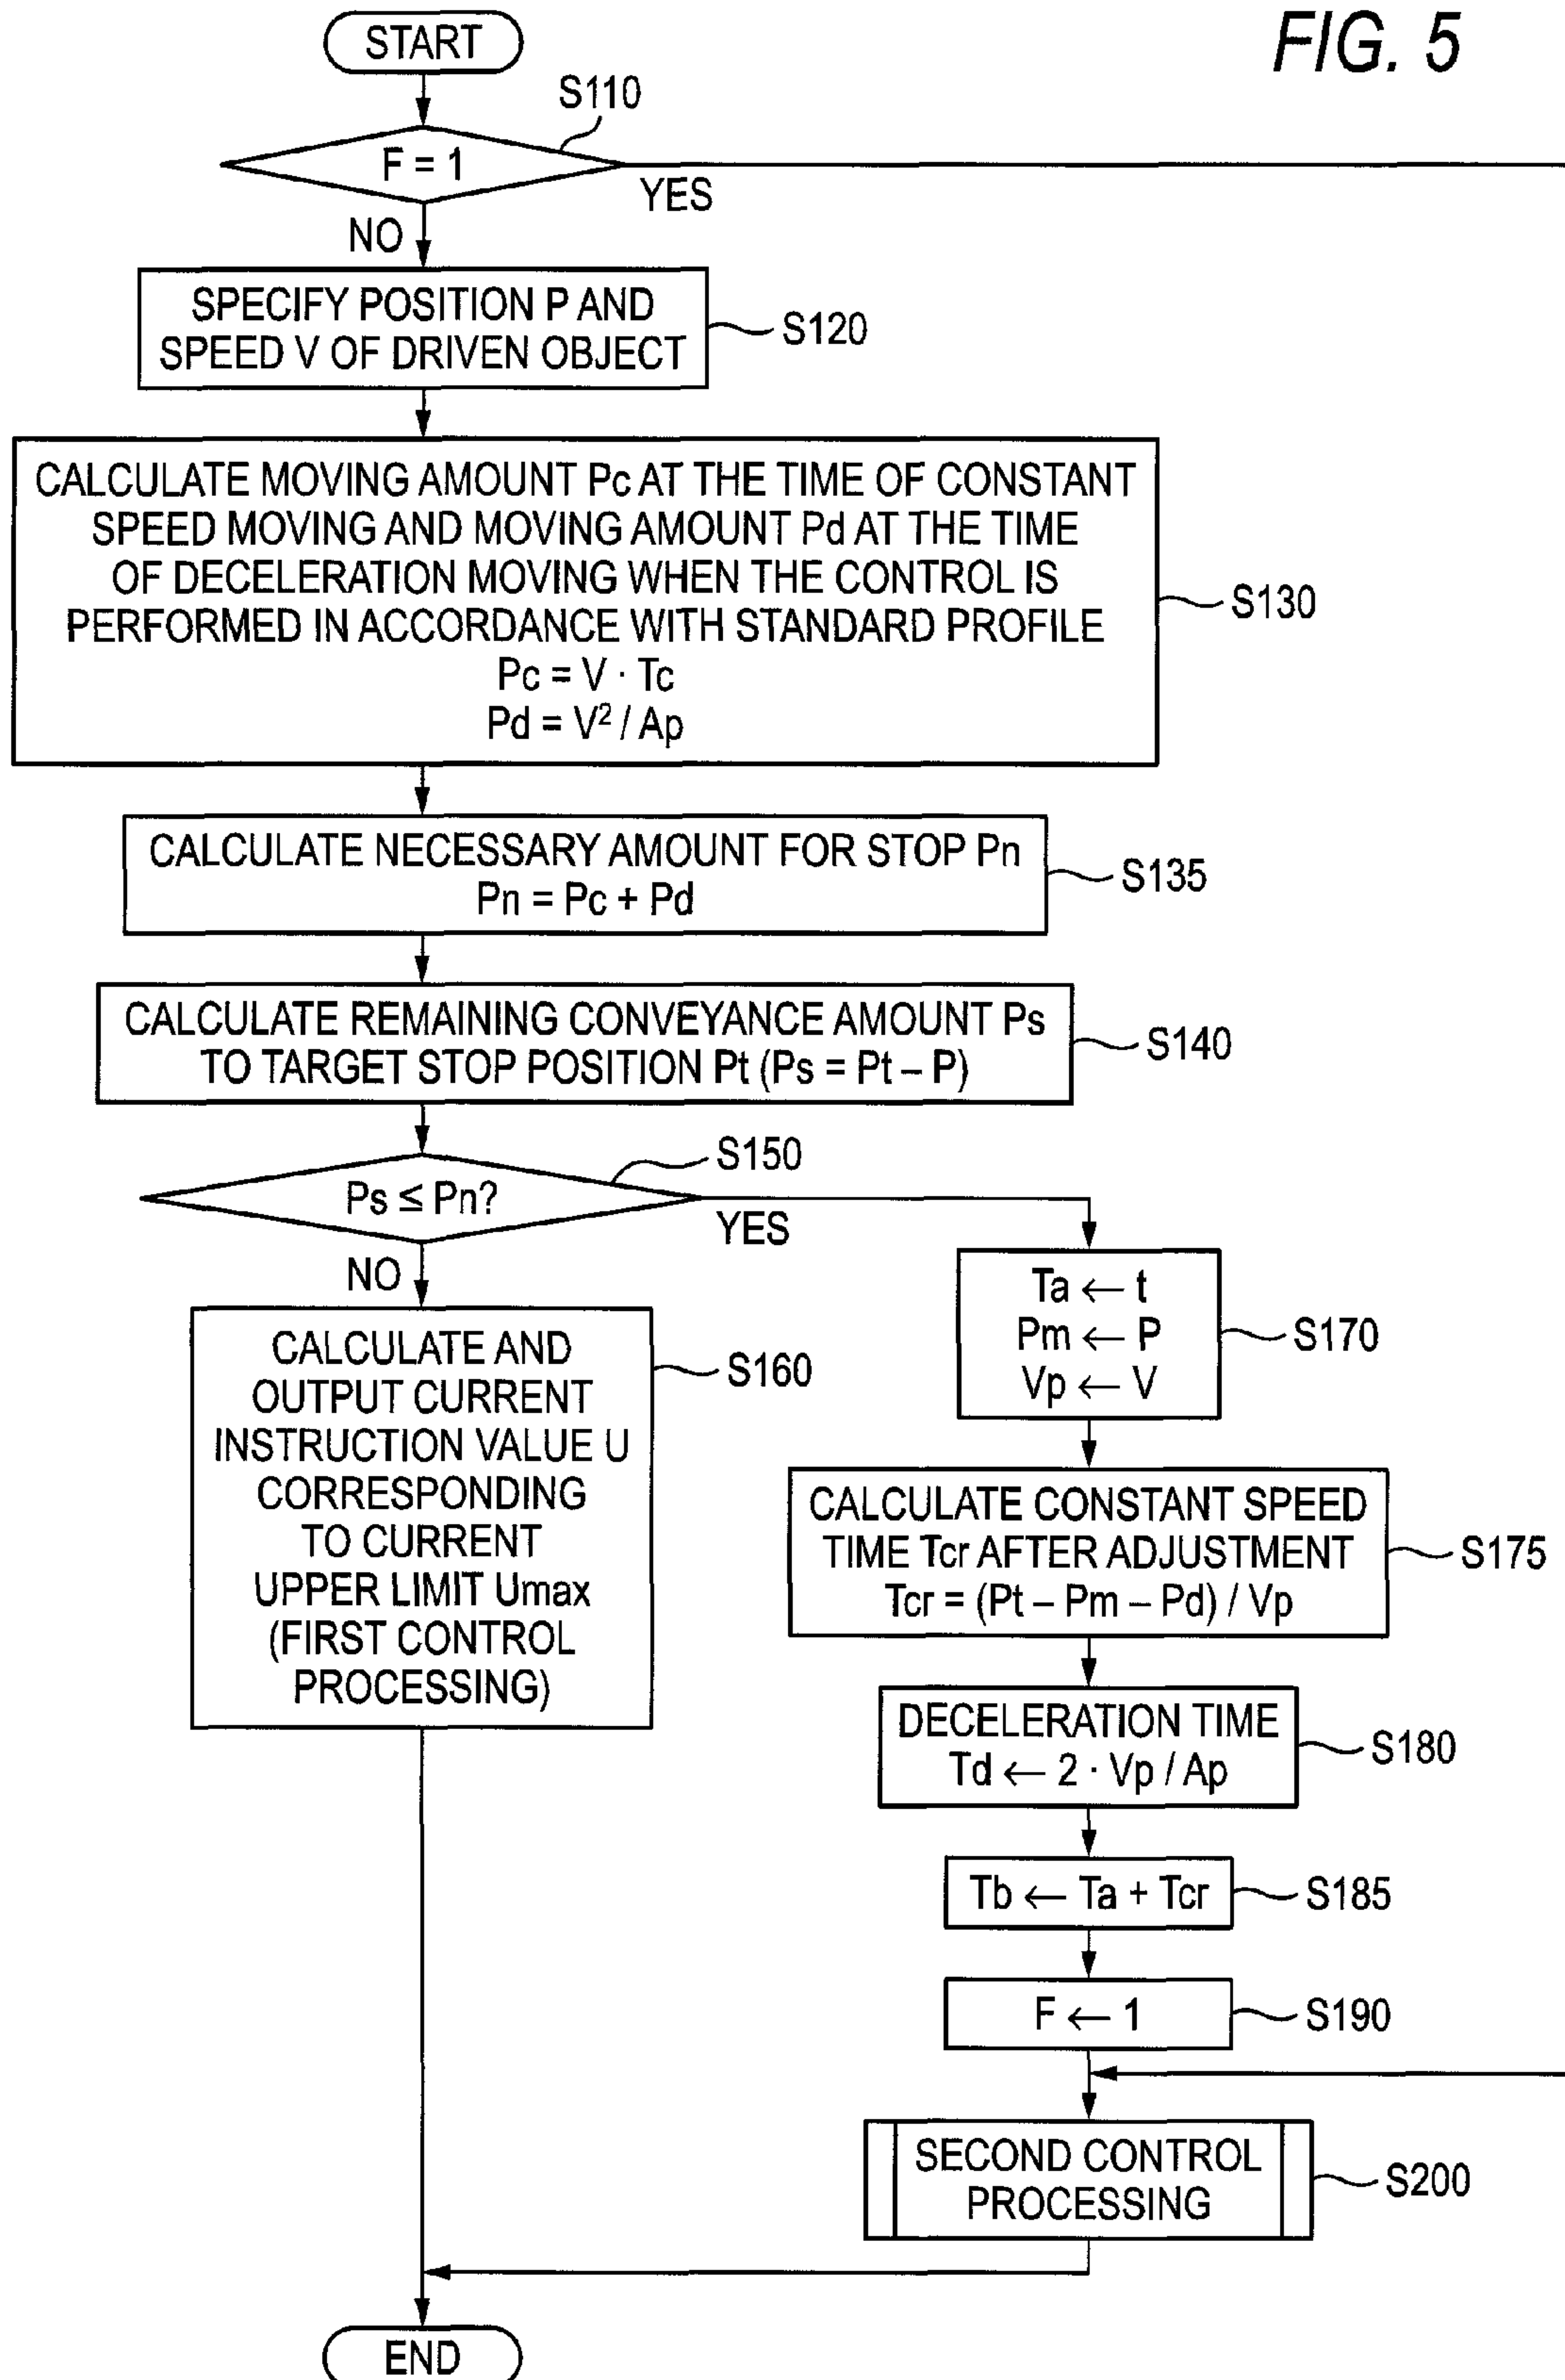 FIG. 5
START
S110
F = 1
YES
NO
SPECIFY POSITION P AND
SPEED V OF DRIVEN OBJECT
S120
CALCULATE MOVING AMOUNT Pc AT THE TIME OF CONSTANT
SPEED MOVING AND MOVING AMOUNT Pd AT THE TIME
OF DECELERATION MOVING WHEN THE CONTROL IS
PERFORMED IN ACCORDANCE WITH STANDARD PROFILE
Pc = V · Tc
Pd = V² / Ap
S130
CALCULATE NECESSARY AMOUNT FOR STOP Pn
Pn = Pc + Pd
S135
CALCULATE REMAINING CONVEYANCE AMOUNT Ps
TO TARGET STOP POSITION Pt (Ps = Pt – P)
S140
S150
Ps ≤ Pn?
YES
NO
CALCULATE AND
OUTPUT CURRENT
INSTRUCTION VALUE U
CORRESPONDING
TO CURRENT
UPPER LIMIT Umax
(FIRST CONTROL
PROCESSING)
S160
Ta ← t
Pm ← P
Vp ← V
S170
CALCULATE CONSTANT SPEED
TIME Tcr AFTER ADJUSTMENT
Tcr = (Pt – Pm – Pd) / Vp
S175
DECELERATION TIME
Td ← 2 · Vp / Ap
S180
Tb ← Ta + Tcr
S185
F ← 1
S190
SECOND CONTROL
PROCESSING
S200
END